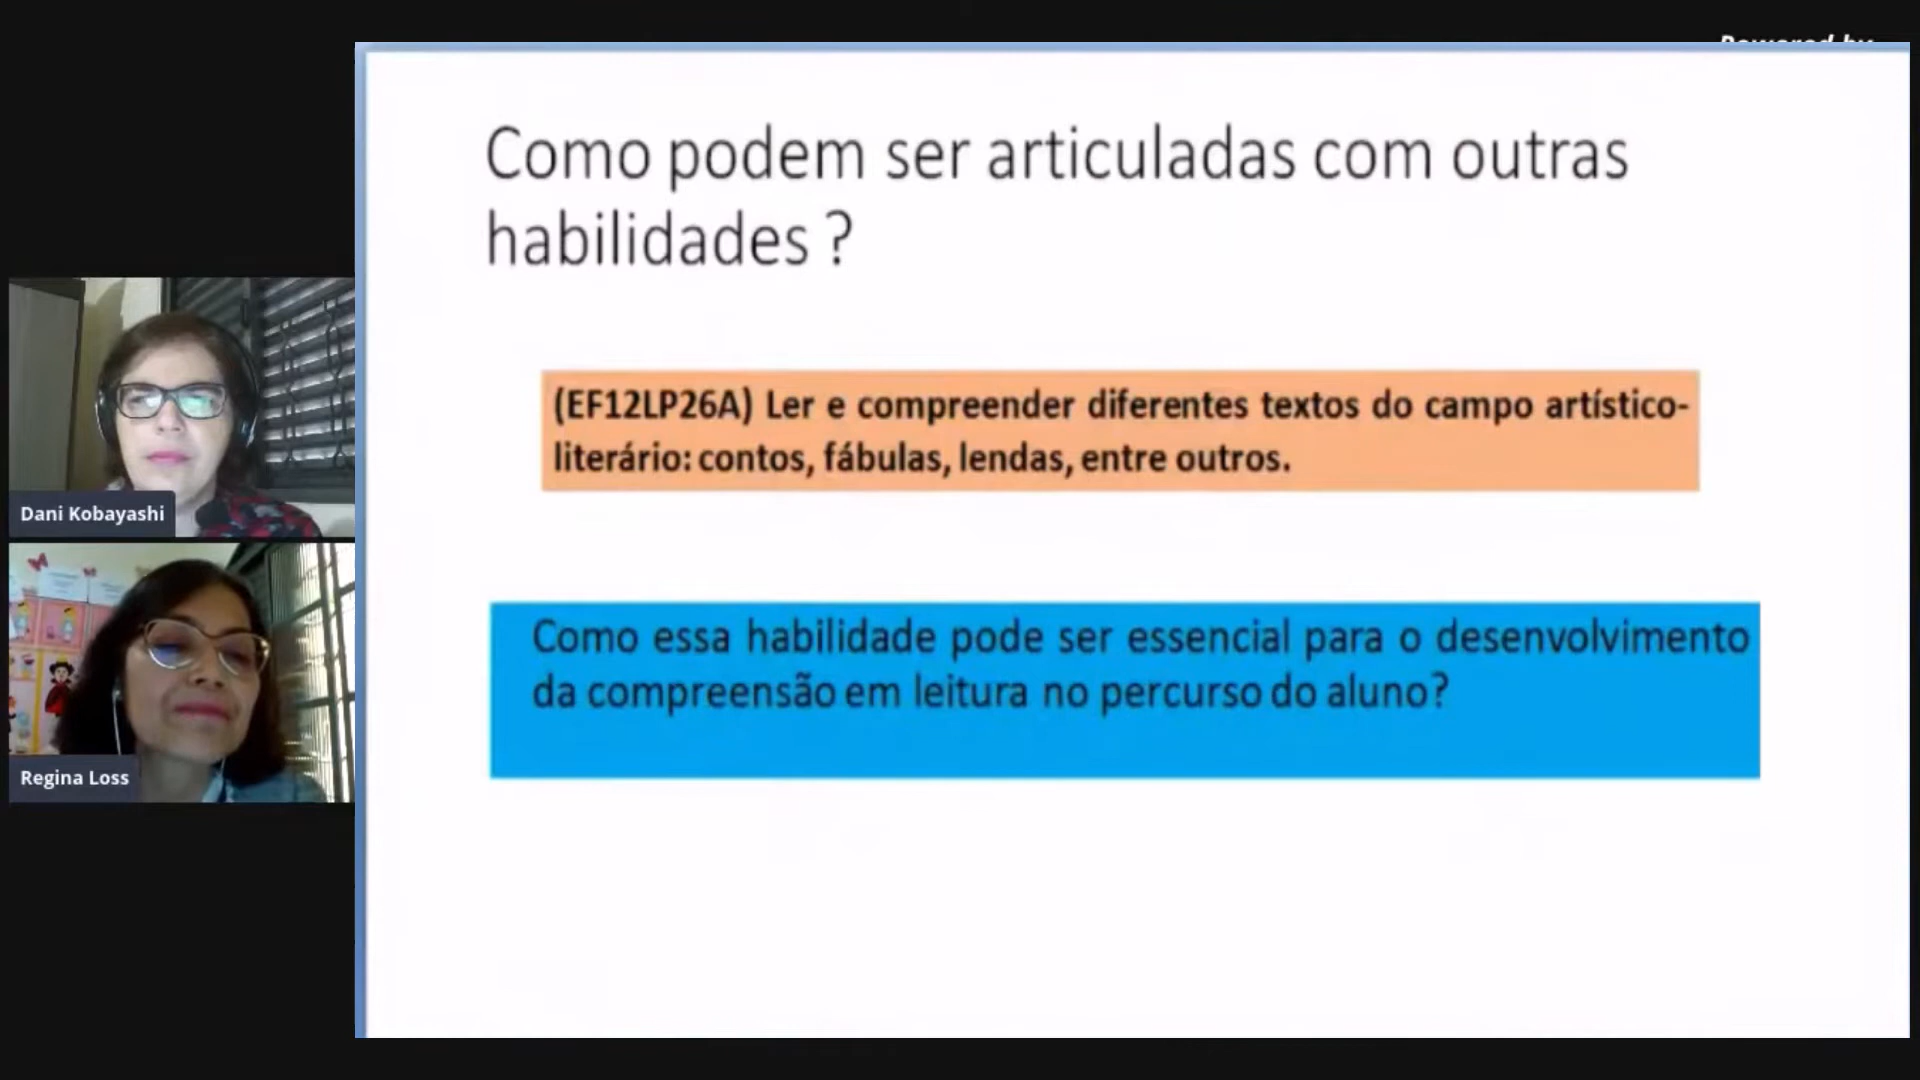 Powered by
Como podem ser articuladas com outras
habilidades ?
(EF12LP26A) Ler e compreender diferentes textos do campo artístico-
literário: contos, fábulas, lendas, entre outros.
Dani Kobayashi
Como essa habilidade pode ser essencial para o desenvolvimento
da compreensão em leitura no percurso do aluno?
Regina Loss